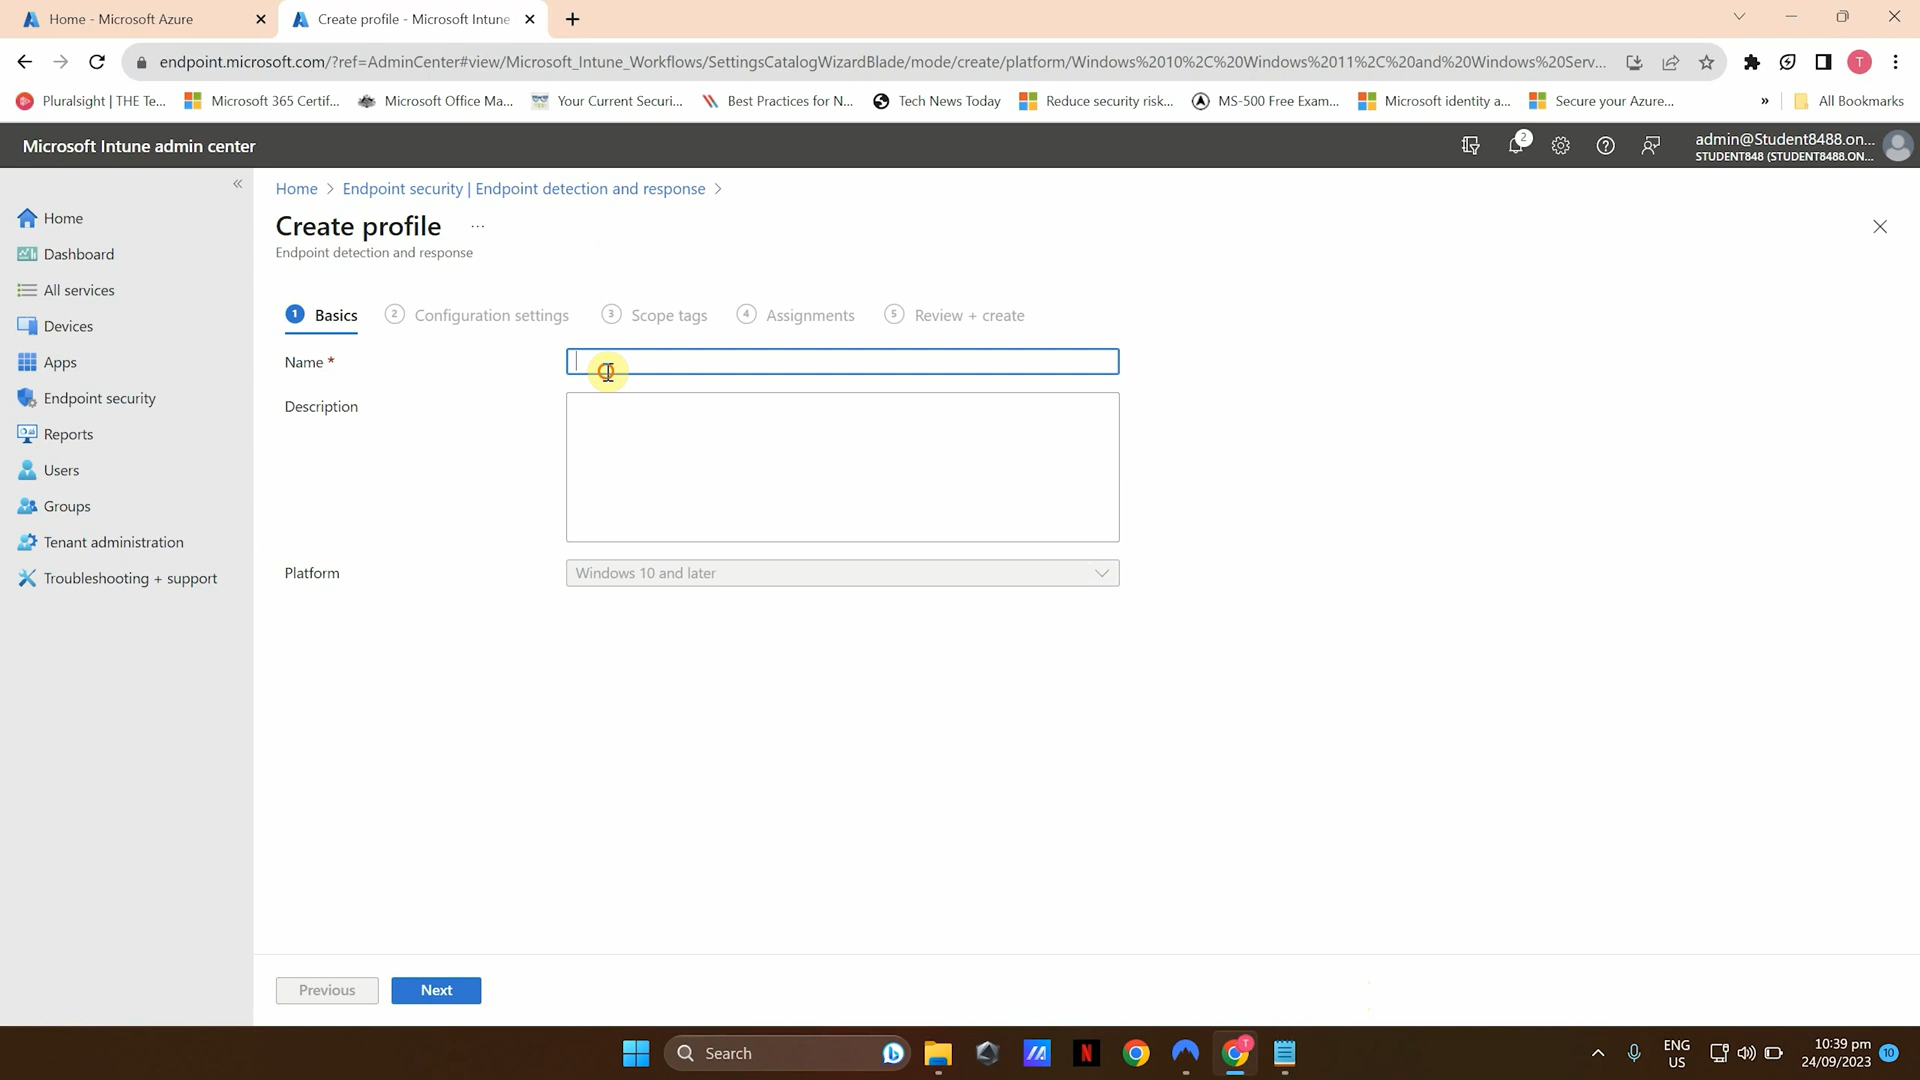 Home - Microsoft Azure
Create profile - Microsoft Intune
endpoint.microsoft.com/?ref=AdminCenter#view/Microsoft_Intune_Workflows/SettingsCatalogWizardBlade/mode/create/platform/Windows%2010%2C%20Windows%2011%2C%20and%20Windows%20Serv...
T
Pluralsight | THE Te...
Microsoft 365 Certif...
Microsoft Office Ma...
Your Current Securi...
Best Practices for N...
Tech News Today
Reduce security risk...
MS-500 Free Exam...
Microsoft identity a...
Secure your Azure...
»
All Bookmarks
Microsoft Intune admin center
2
admin@Student8488.on...
STUDENT848 (STUDENT8488.ON...
Home
Dashboard
All services
Devices
Apps
Endpoint security
Reports
Users
Groups
Tenant administration
Troubleshooting + support
Home > Endpoint security | Endpoint detection and response >
Create profile ...
Endpoint detection and response
1 Basics
2 Configuration settings
3 Scope tags
4 Assignments
5 Review + create
Name *
Description
Platform
Windows 10 and later
Previous
Next
Search
N
T
ENG
US
10:39 pm
24/09/2023
10